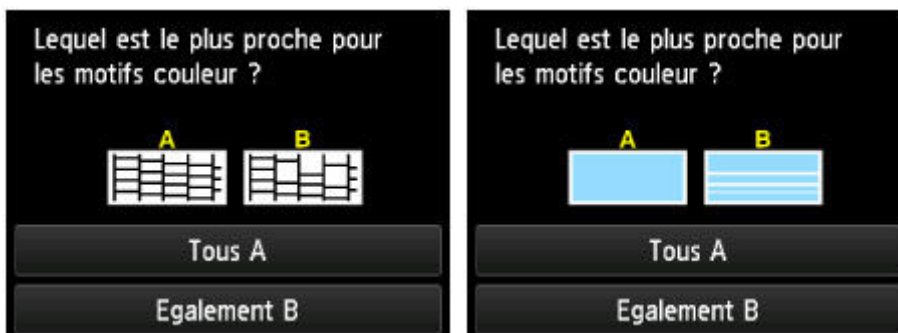 Lequel est le plus proche pour
les motifs couleur ?
A B
Tous A
Egalement B
Lequel est le plus proche pour
les motifs couleur ?
A B
Tous A
Egalement B